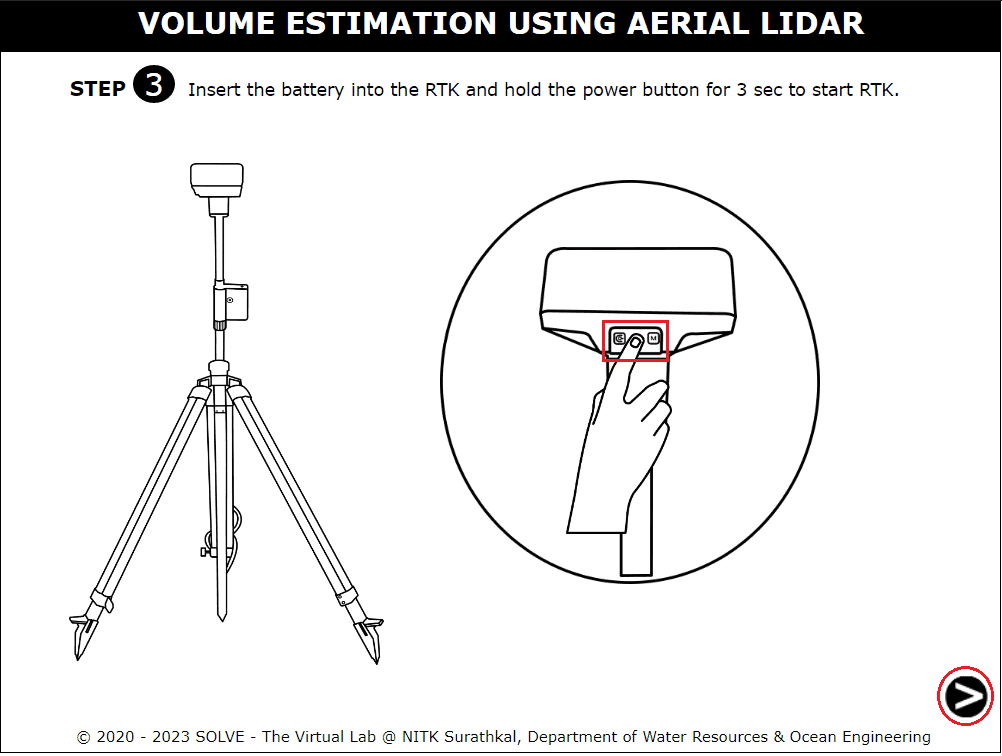 VOLUME ESTIMATION USING AERIAL LIDAR
STEP 3 Insert the battery into the RTK and hold the power button for 3 sec to start RTK.
M
© 2020 - 2023 SOLVE - The Virtual Lab @ NITK Surathkal, Department of Water Resources & Ocean Engineering